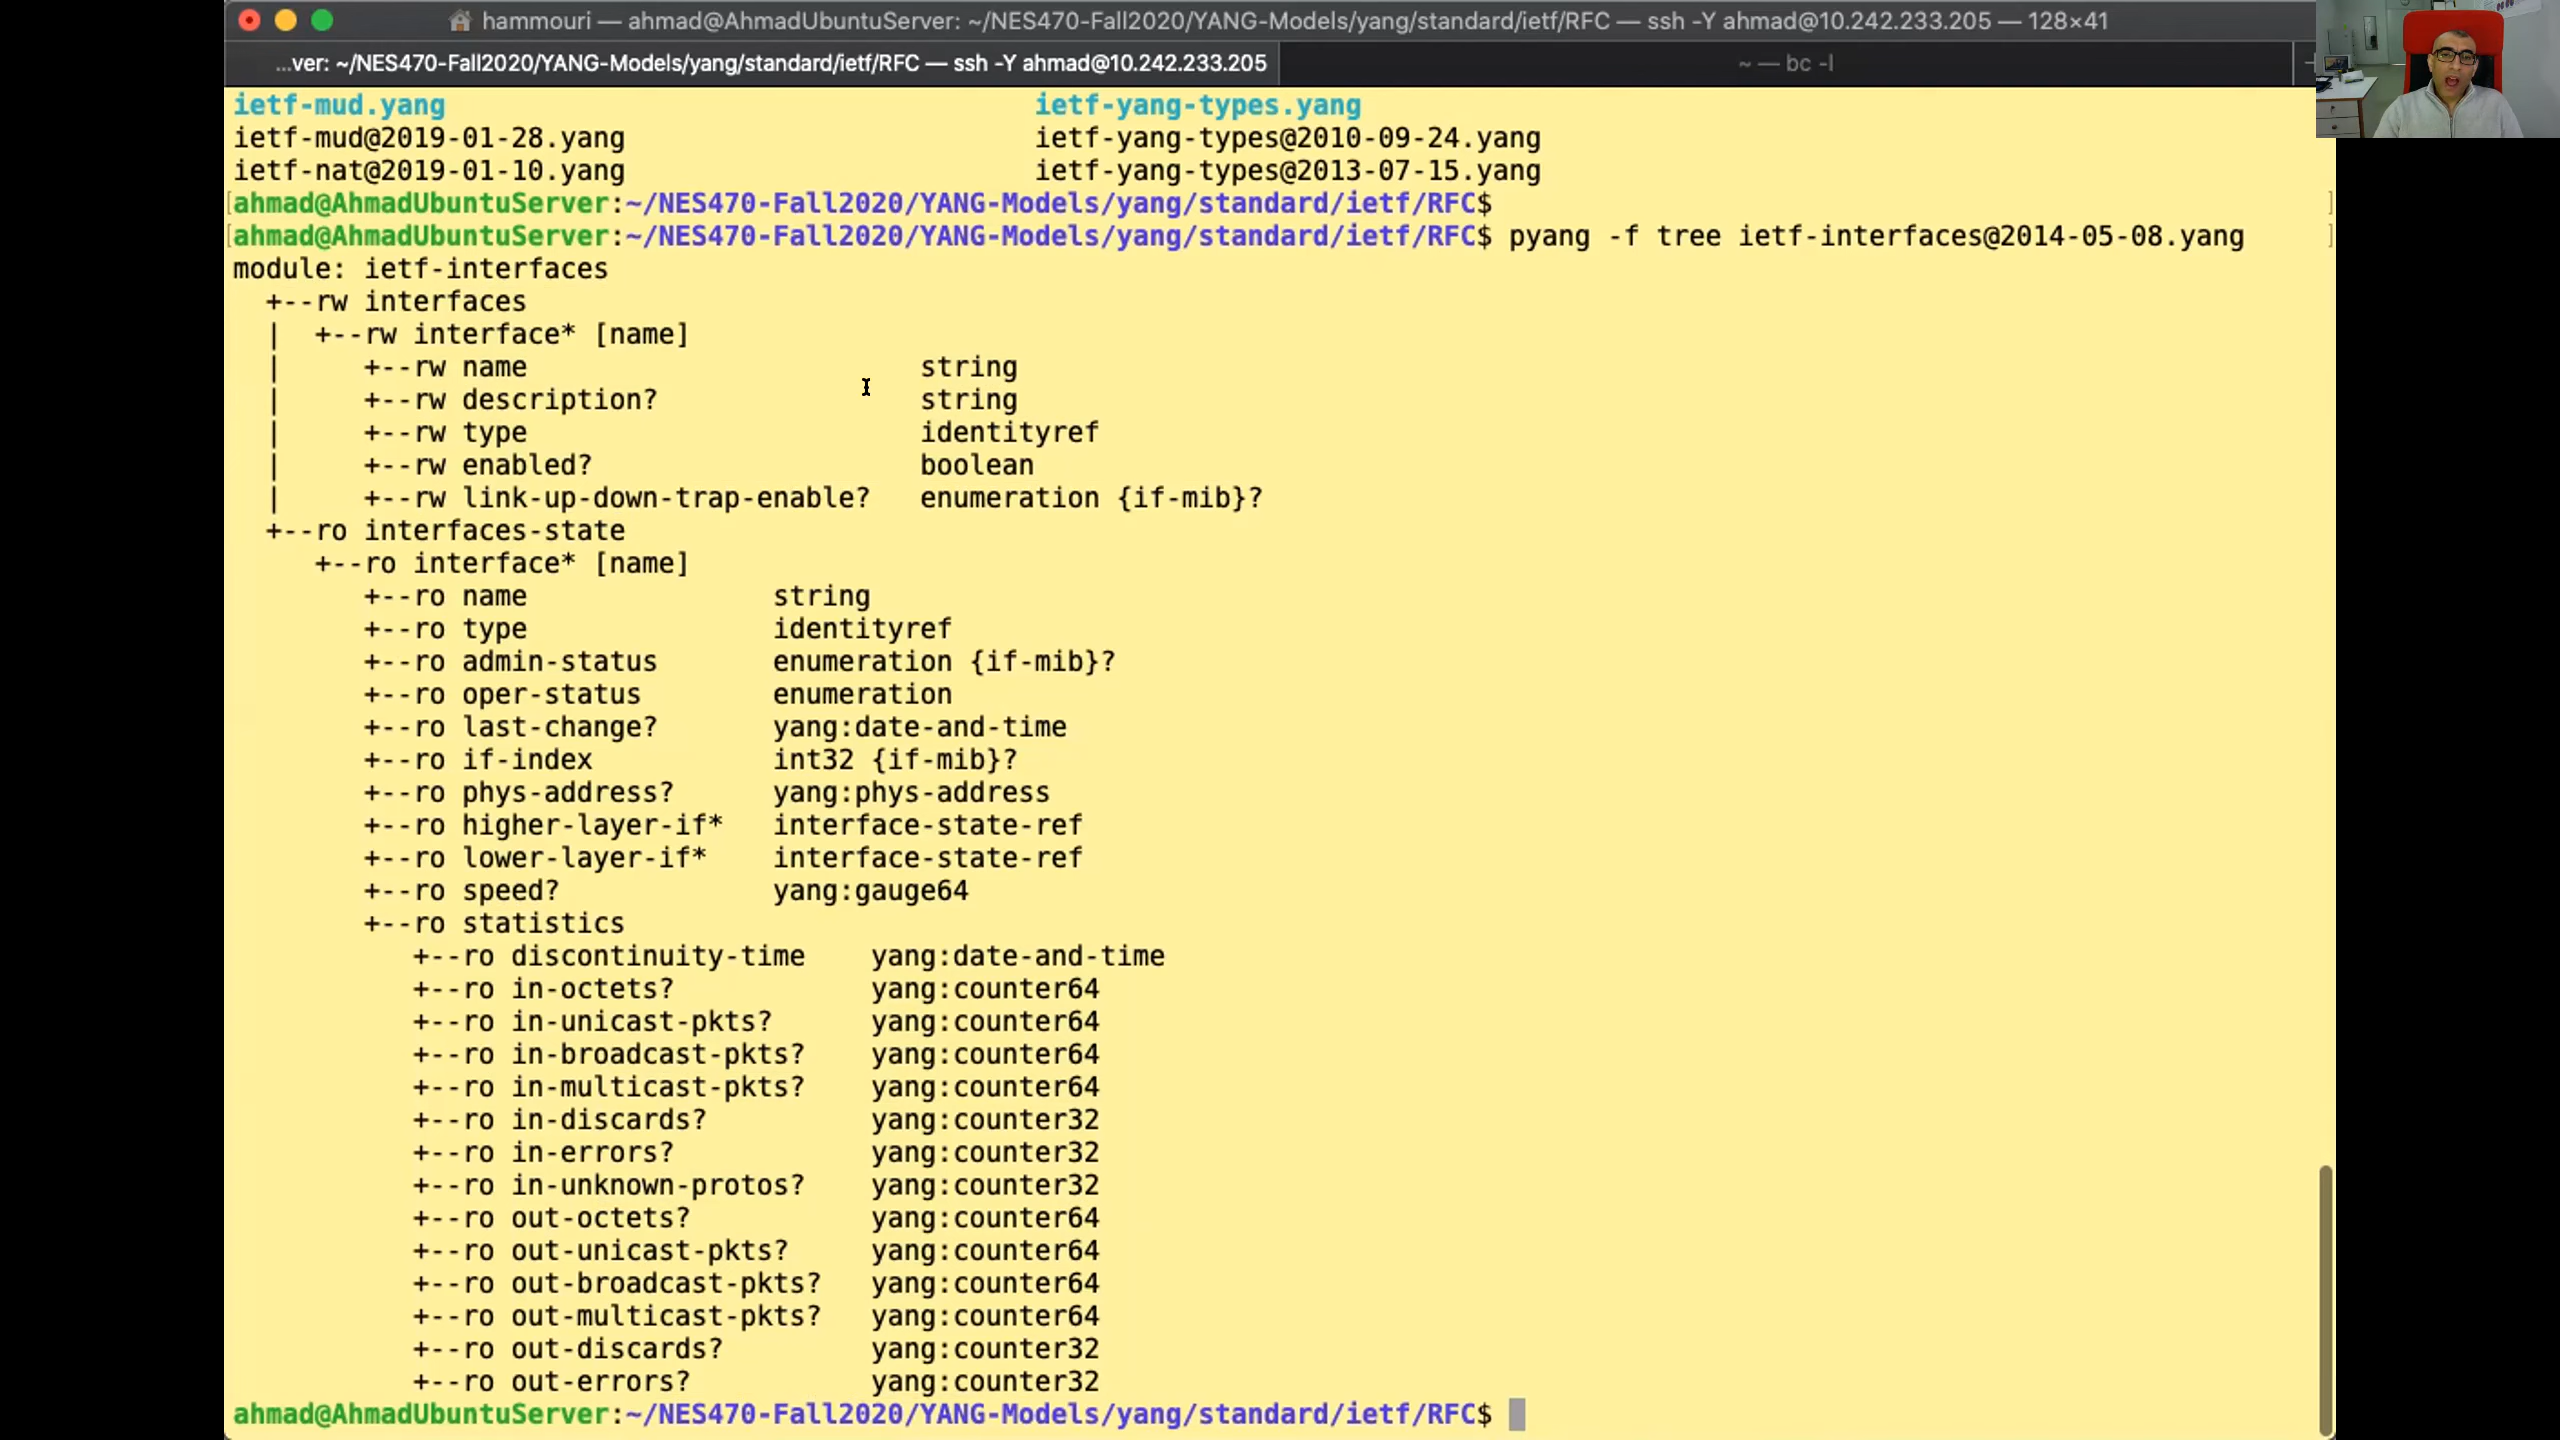 hammouri — ahmad@AhmadUbuntuServer: ~/NES470-Fall2020/YANG-Models/yang/standard/ietf/RFC — ssh -Y ahmad@10.242.233.205 — 128×41
...ver: ~/NES470-Fall2020/YANG-Models/yang/standard/ietf/RFC — ssh -Y ahmad@10.242.233.205    ~ — bc -l
ietf-mud.yang    ietf-yang-types.yang
ietf-mud@2019-01-28.yang    ietf-yang-types@2010-09-24.yang
ietf-nat@2019-01-10.yang    ietf-yang-types@2013-07-15.yang
[ahmad@AhmadUbuntuServer:~/NES470-Fall2020/YANG-Models/yang/standard/ietf/RFC$ ]
[ahmad@AhmadUbuntuServer:~/NES470-Fall2020/YANG-Models/yang/standard/ietf/RFC$ pyang -f tree ietf-interfaces@2014-05-08.yang ]
module: ietf-interfaces
  +--rw interfaces
  |  +--rw interface* [name]
  |     +--rw name                        string
  |     +--rw description?                string
  |     +--rw type                        identityref
  |     +--rw enabled?                    boolean
  |     +--rw link-up-down-trap-enable?   enumeration {if-mib}?
  +--ro interfaces-state
     +--ro interface* [name]
        +--ro name               string
        +--ro type               identityref
        +--ro admin-status       enumeration {if-mib}?
        +--ro oper-status        enumeration
        +--ro last-change?       yang:date-and-time
        +--ro if-index           int32 {if-mib}?
        +--ro phys-address?      yang:phys-address
        +--ro higher-layer-if*   interface-state-ref
        +--ro lower-layer-if*    interface-state-ref
        +--ro speed?             yang:gauge64
        +--ro statistics
           +--ro discontinuity-time    yang:date-and-time
           +--ro in-octets?            yang:counter64
           +--ro in-unicast-pkts?      yang:counter64
           +--ro in-broadcast-pkts?    yang:counter64
           +--ro in-multicast-pkts?    yang:counter64
           +--ro in-discards?          yang:counter32
           +--ro in-errors?            yang:counter32
           +--ro in-unknown-protos?    yang:counter32
           +--ro out-octets?           yang:counter64
           +--ro out-unicast-pkts?     yang:counter64
           +--ro out-broadcast-pkts?   yang:counter64
           +--ro out-multicast-pkts?   yang:counter64
           +--ro out-discards?         yang:counter32
           +--ro out-errors?           yang:counter32
ahmad@AhmadUbuntuServer:~/NES470-Fall2020/YANG-Models/yang/standard/ietf/RFC$